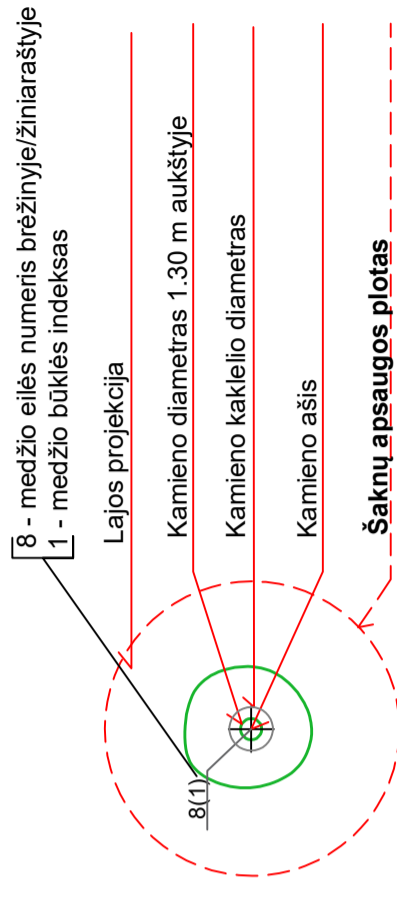 8 - medžio eilės numeris brėžinyje/žiniaraštyje
1 - medžio būklės indeksas
Lajos projekcija
Kamieno diametras 1.30 m aukštyje
Kamieno kaklelio diametras
Kamieno ašis
Šaknų apsaugos plotas
8(1)